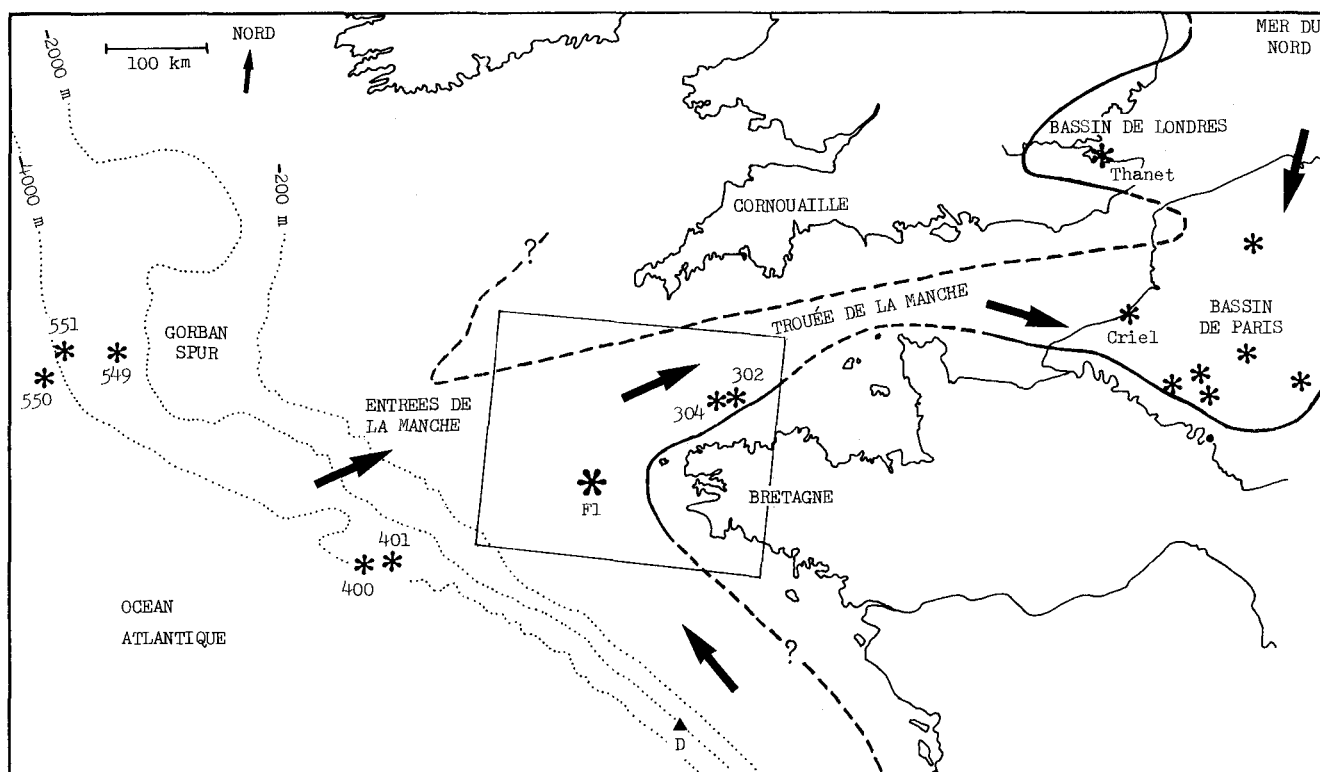 NORD
100 km
-2000 m
-4000 m
-200 m
MER DU
NORD
BASSIN DE LONDRES
Thanet
CORNOUAILLE
?
TROUÉE DE LA MANCHE
BASSIN
DE PARIS
Criel
GORBAN
SPUR
551
549
550
ENTREES DE
LA MANCHE
302
304
F1
BRETAGNE
401
400
OCEAN
ATLANTIQUE
?
D